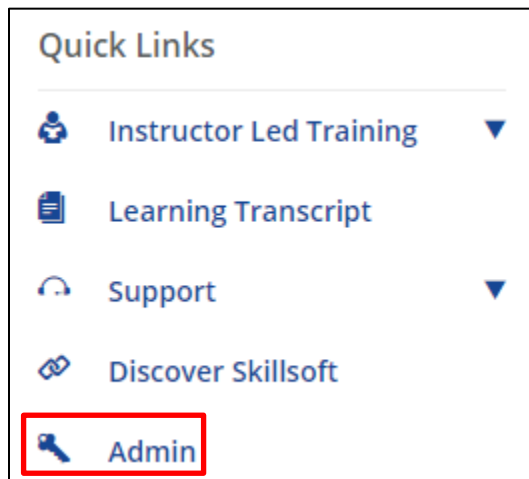 Quick Links
Instructor Led Training
Learning Transcript
Support
Discover Skillsoft
Admin